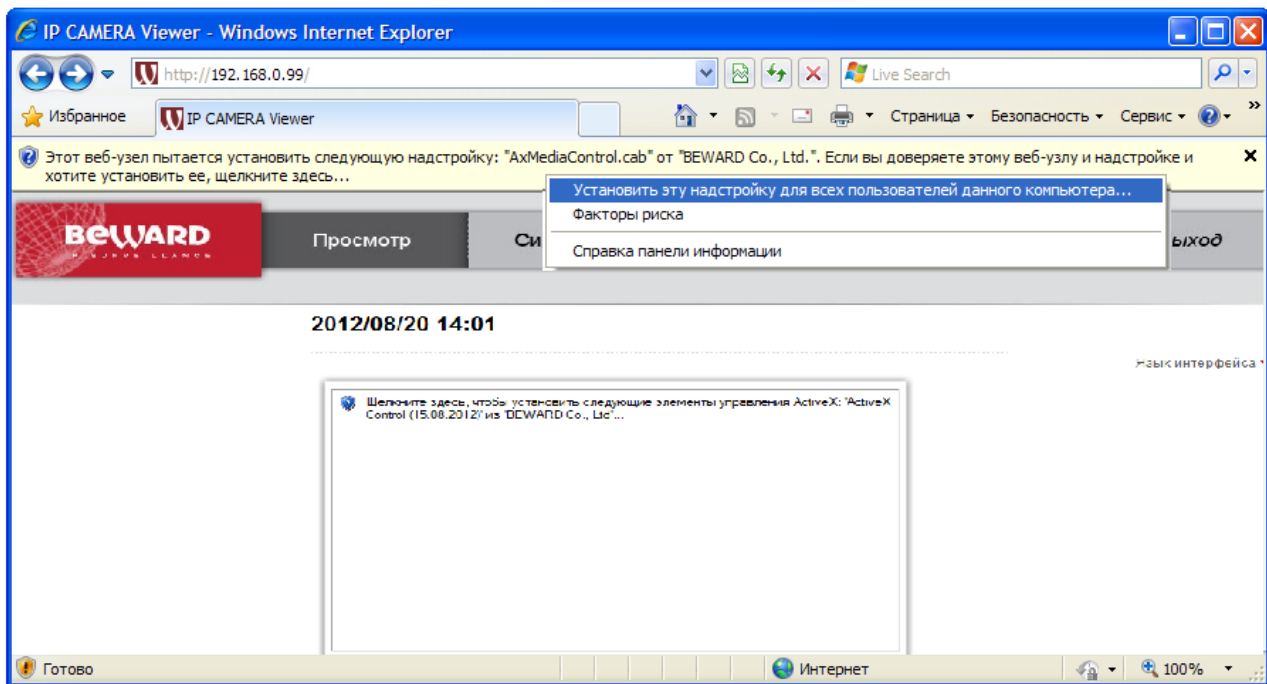 IP CAMERA Viewer - Windows Internet Explorer
http://192.168.0.99/
Live Search
Избранное
IP CAMERA Viewer
Страница
Безопасность
Сервис
Этот веб-узел пытается установить следующую надстройку: "AxMediaControl.cab" от "BEWARD Co., Ltd.". Если вы доверяете этому веб-узлу и надстройке и
хотите установить ее, щелкните здесь...
Установить эту надстройку для всех пользователей данного компьютера...
Факторы риска
Справка панели информации
BEWARD
Просмотр
Си
ыход
2012/08/20 14:01
Язык интерфейса
Щелкните здесь, чтобы установить следующие элементы управления ActiveX: 'ActiveX
Control (15.08.2012)' из 'BEWARD Co., Ltd'...
Готово
Интернет
100%